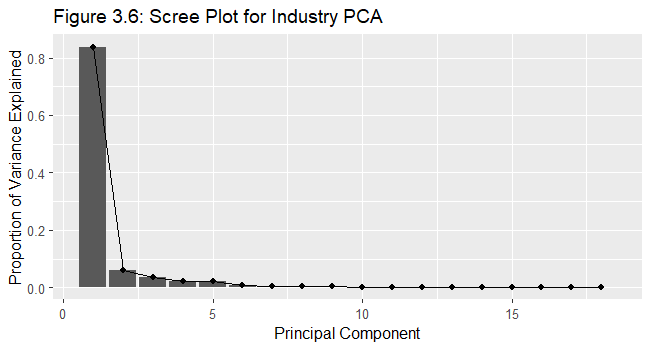 Figure 3.6: Scree Plot for Industry PCA
Proportion of Variance Explained
0.8
0.6
0.4
0.2
0.0
0 5 10 15
Principal Component